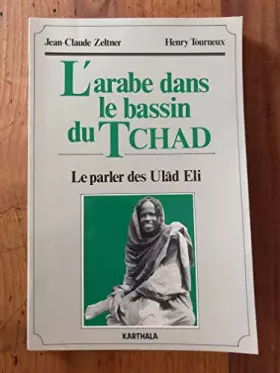 Jean-Claude Zeltner Henry Tourneux
L'arabe dans
le bassin
du TCHAD
Le parler des Ulâd Eli
KARTHALA